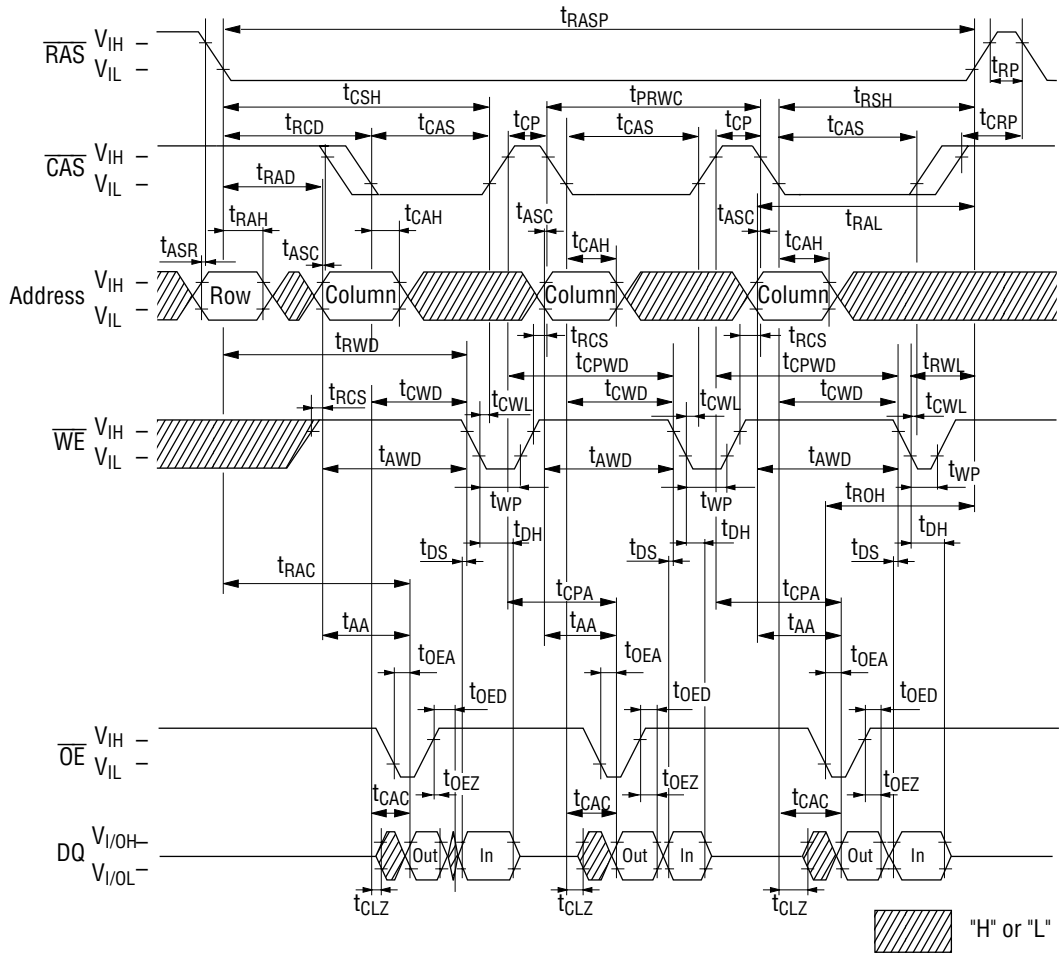 tRASP
RAS VIH
VIL
tRP
tCSH tPRWC tRSH
tRCD tCAS tCP tCAS tCP tCAS tCRP
CAS VIH
VIL
tRAD
tRAH tCAH tASC tASC tRAL
tASR tASC tCAH tCAH
Address VIH
VIL
Row Column Column Column
tRWD tRCS tRCS
tCPWD tCPWD tRWL
tRCS tCWD tCWL tCWD tCWL tCWD tCWL
WE VIH
VIL
tAWD tAWD tAWD
tWP tWP tWP
tROH
tDH tDH tDH
tDS tDS tDS
tRAC
tCPA tCPA
tAA tAA tAA
tOEA tOEA tOEA
tOED tOED tOED
OE VIH
VIL
tOEZ tOEZ tOEZ
tCAC tCAC tCAC
DQ VI/OH
VI/OL
Out In Out In Out In
tCLZ tCLZ tCLZ
"H" or "L"